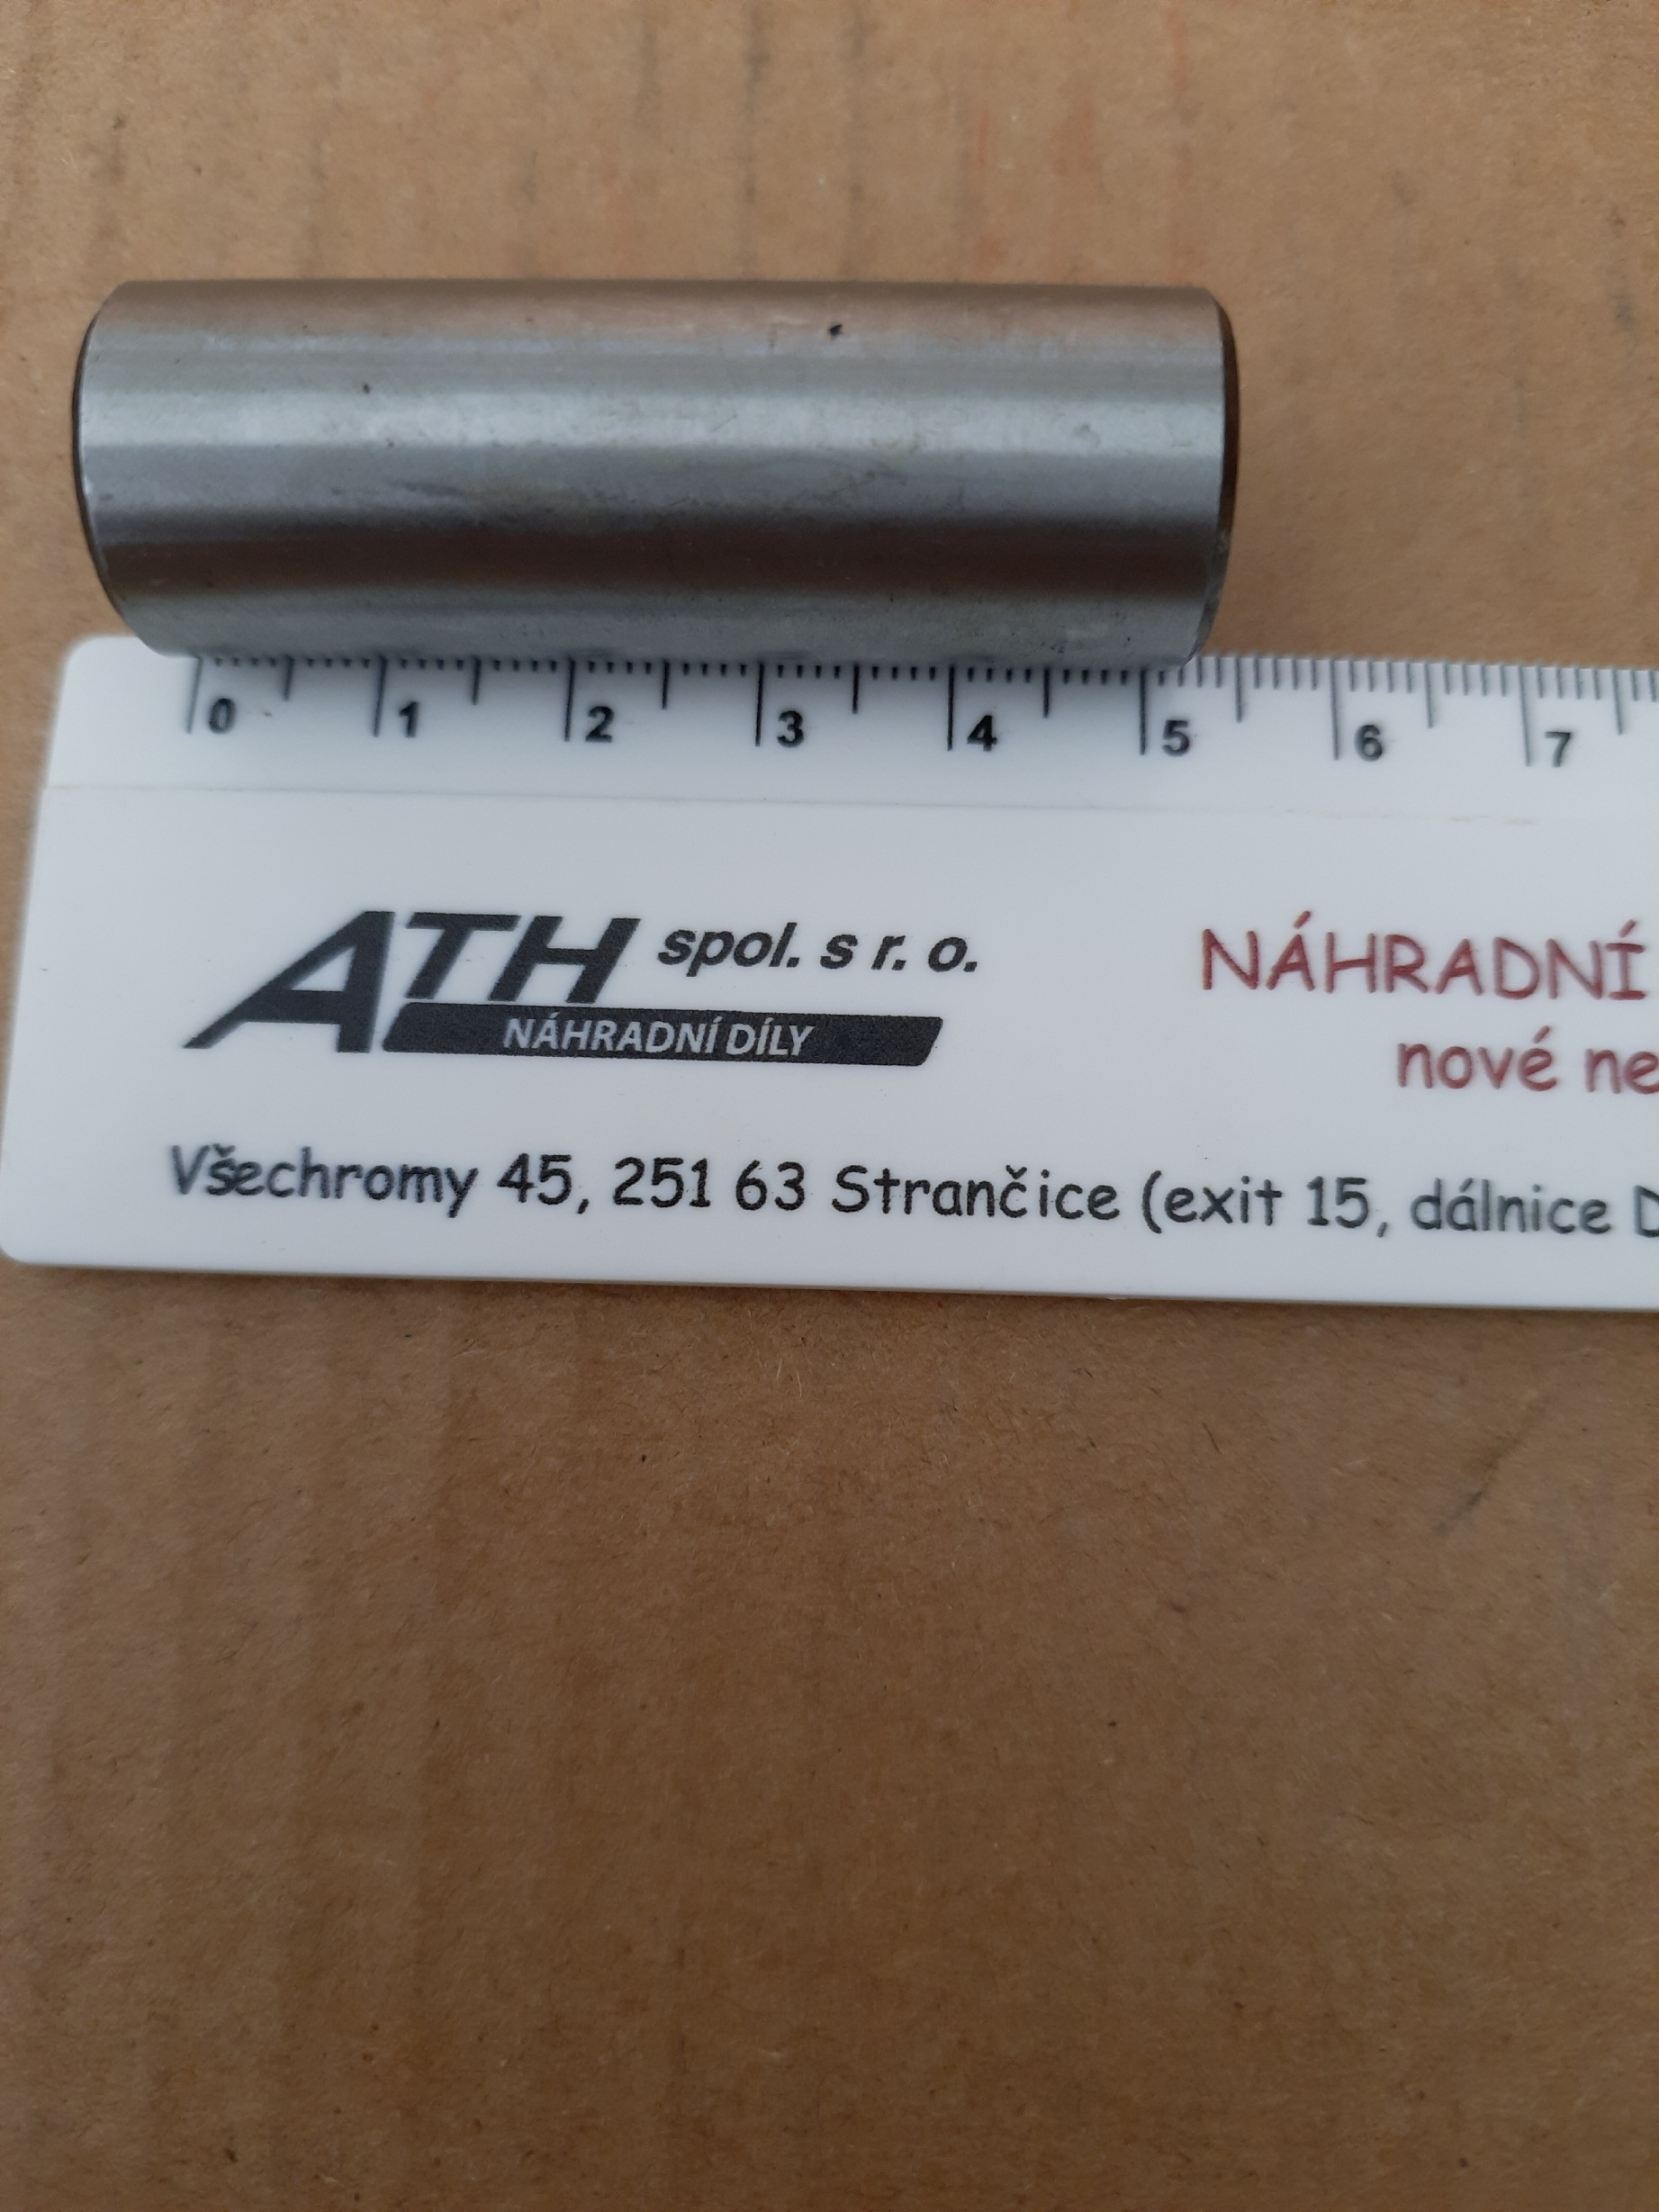 0 1 2 3 4 5 6 7
ATH spol. s r. o.
NÁHRADNÍ DÍLY
NÁHRADNÍ
nové
Všechromy 45, 251 63 Strančice (exit 15, dálnice D